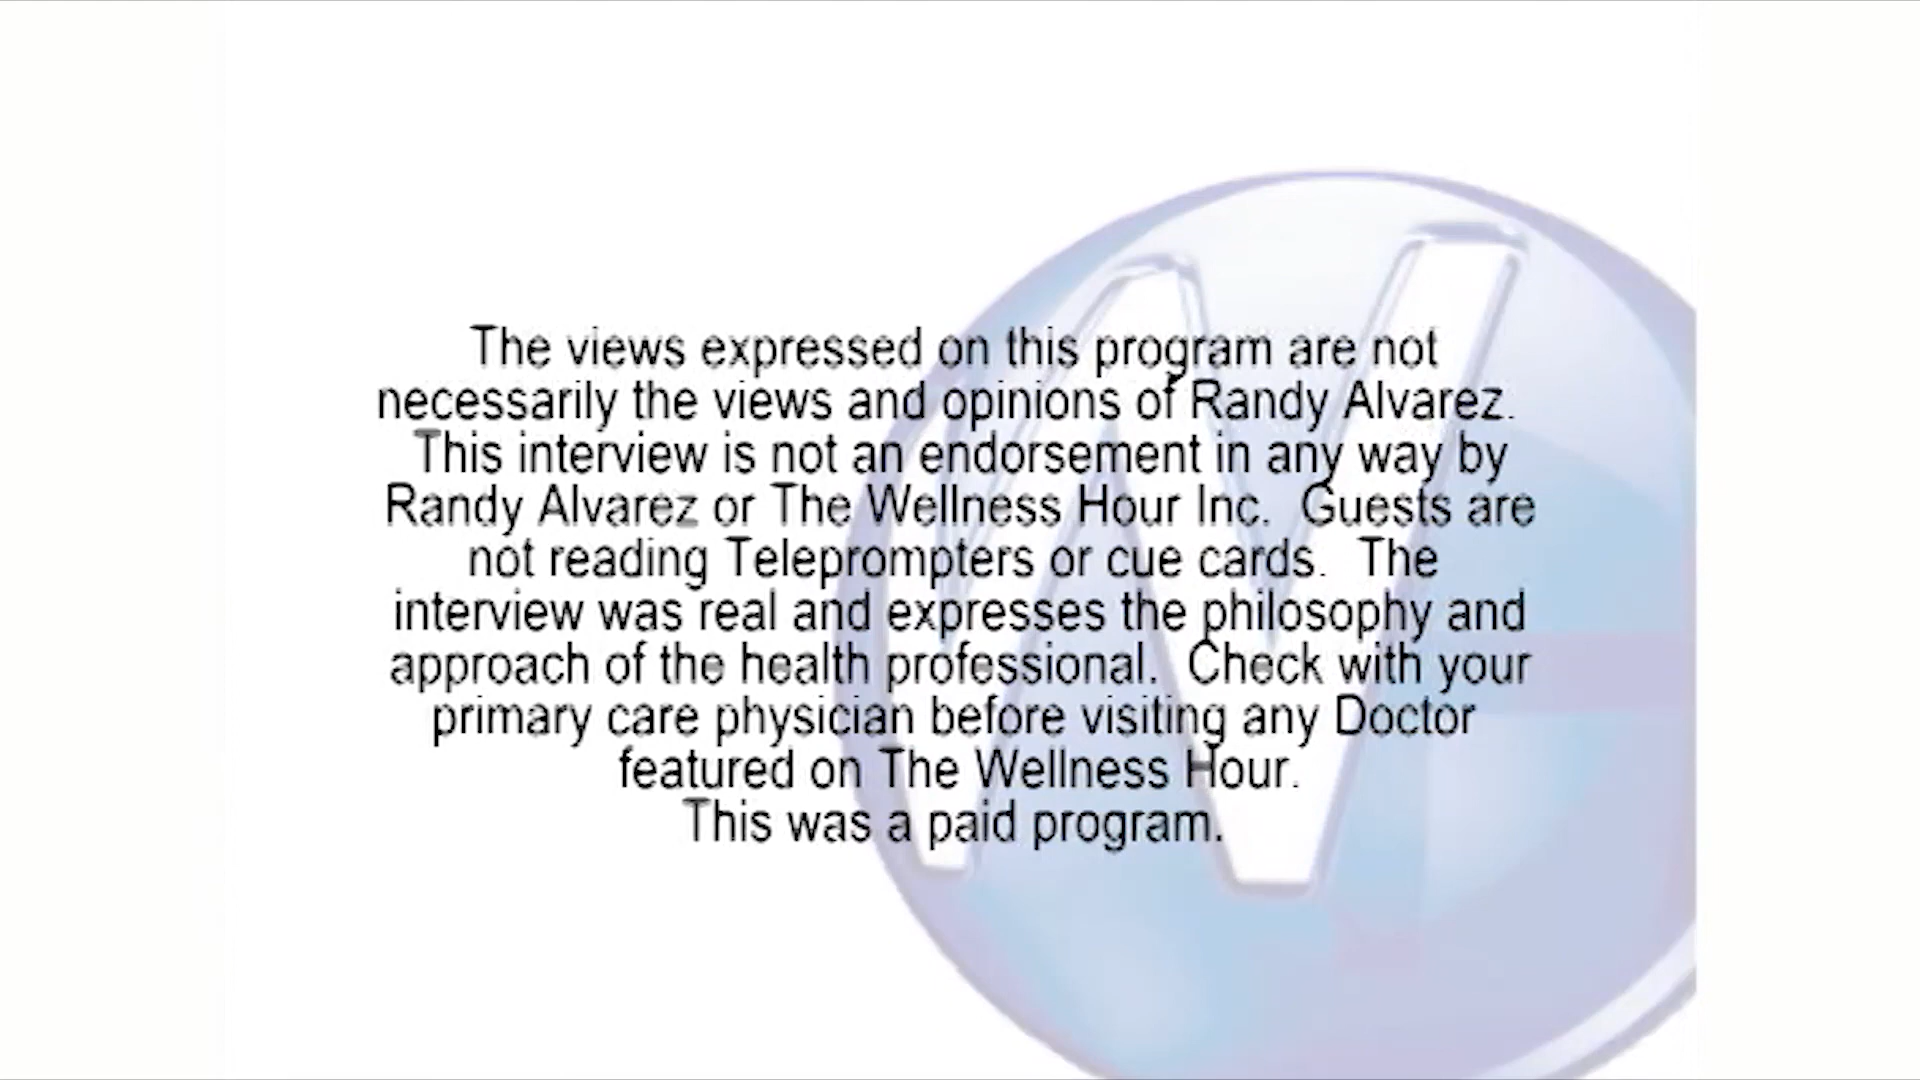 The views expressed on this program are not
necessarily the views and opinions of Randy Alvarez.
This interview is not an endorsement in any way by
Randy Alvarez or The Wellness Hour Inc.  Guests are
not reading Teleprompters or cue cards.  The
interview was real and expresses the philosophy and
approach of the health professional.  Check with your
primary care physician before visiting any Doctor
featured on The Wellness Hour.
This was a paid program.
W